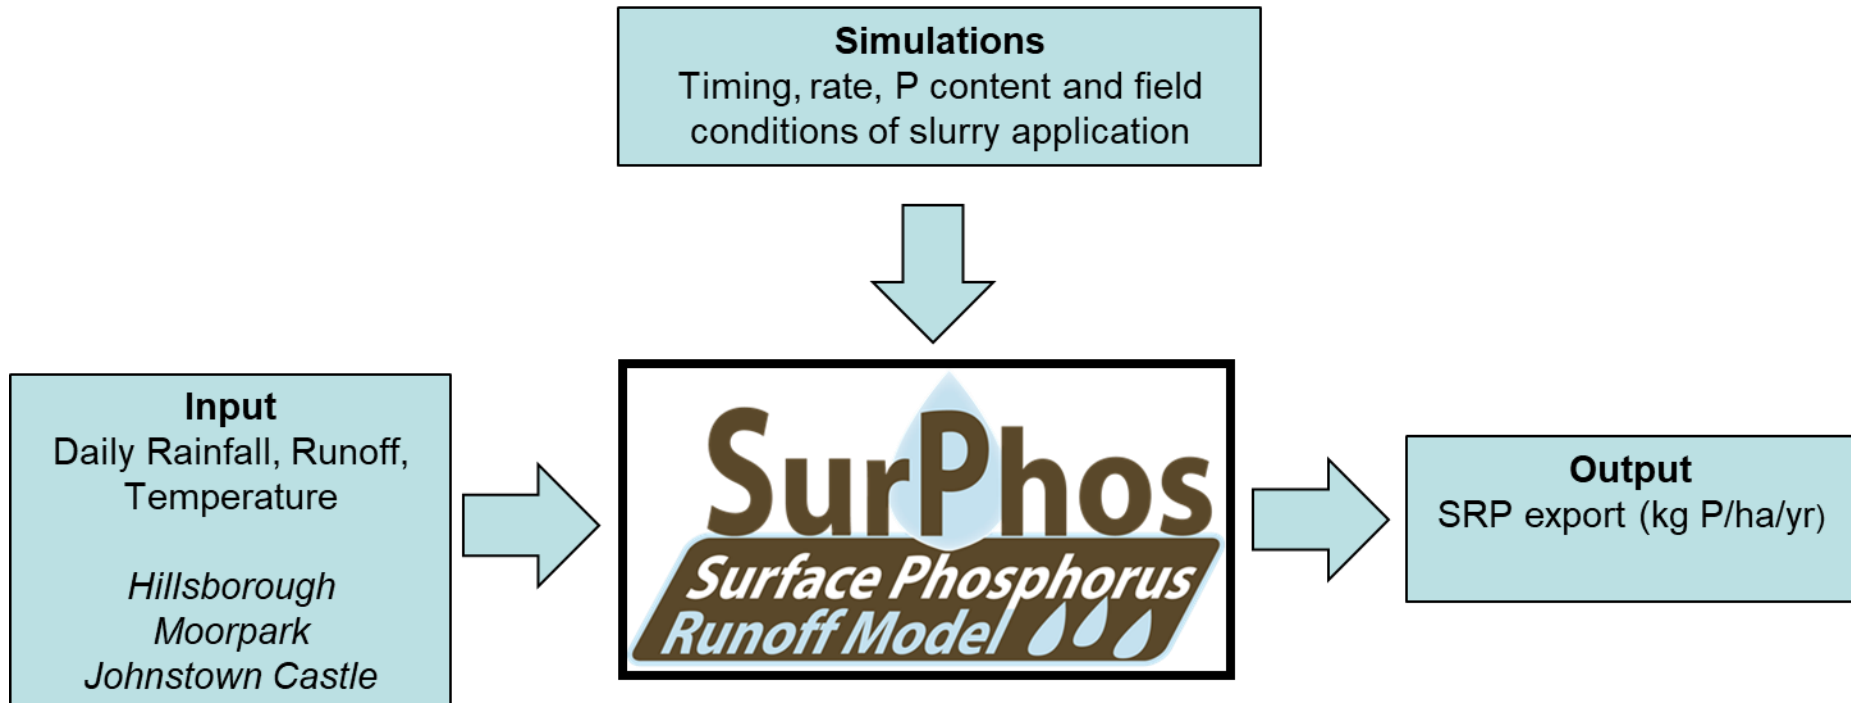 Simulations
Timing, rate, P content and field
conditions of slurry application
Input
Daily Rainfall, Runoff,
Temperature
Hillsborough
Moorpark
Johnstown Castle
SurPhos
Surface Phosphorus
Runoff Model
Output
SRP export (kg P/ha/yr)